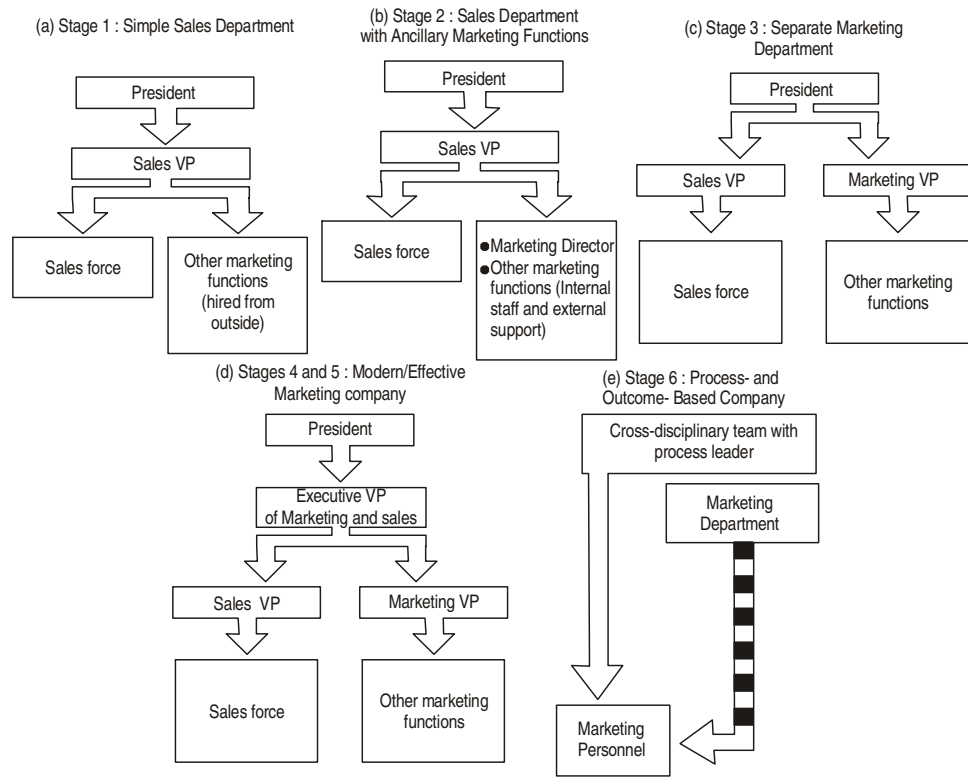 (a) Stage 1 : Simple Sales Department
President
Sales VP
Sales force
Other marketing
functions
(hired from
outside)
(b) Stage 2 : Sales Department
with Ancillary Marketing Functions
President
Sales VP
Sales force
●Marketing Director
●Other marketing
functions (Internal
staff and external
support)
(c) Stage 3 : Separate Marketing
Department
President
Sales VP
Marketing VP
Sales force
Other marketing
functions
(d) Stages 4 and 5 : Modern/Effective
Marketing company
President
Executive VP
of Marketing and sales
Sales VP
Marketing VP
Sales force
Other marketing
functions
(e) Stage 6 : Process- and
Outcome- Based Company
Cross-disciplinary team with
process leader
Marketing
Department
Marketing
Personnel